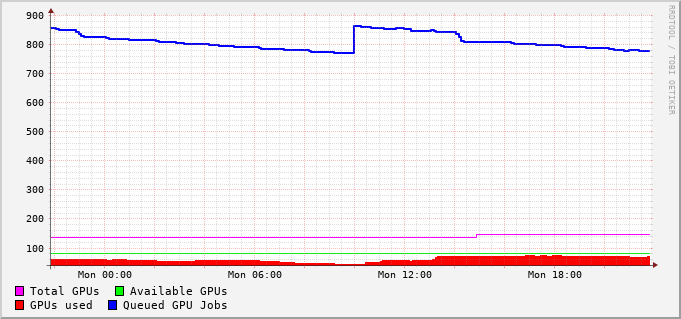 900
800
700
600
500
400
300
200
100
Mon 00:00 Mon 06:00 Mon 12:00 Mon 18:00
Total GPUs Available GPUs
GPUs used Queued GPU Jobs
RRDTOOL / TOBI OETIKER